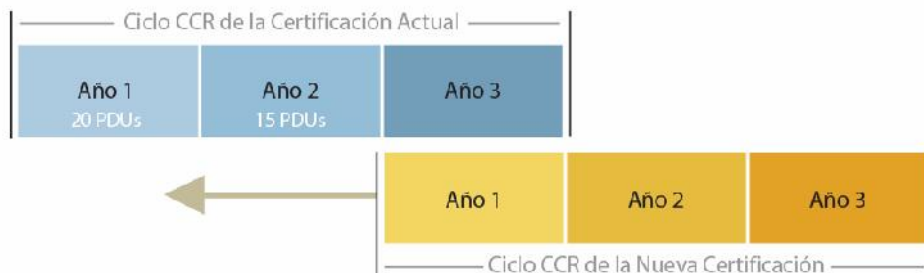 Ciclo CCR de la Certificación Actual
Año 1
20 PDUs
Año 2
15 PDUs
Año 3
Año 1
Año 2
Año 3
Ciclo CCR de la Nueva Certificación